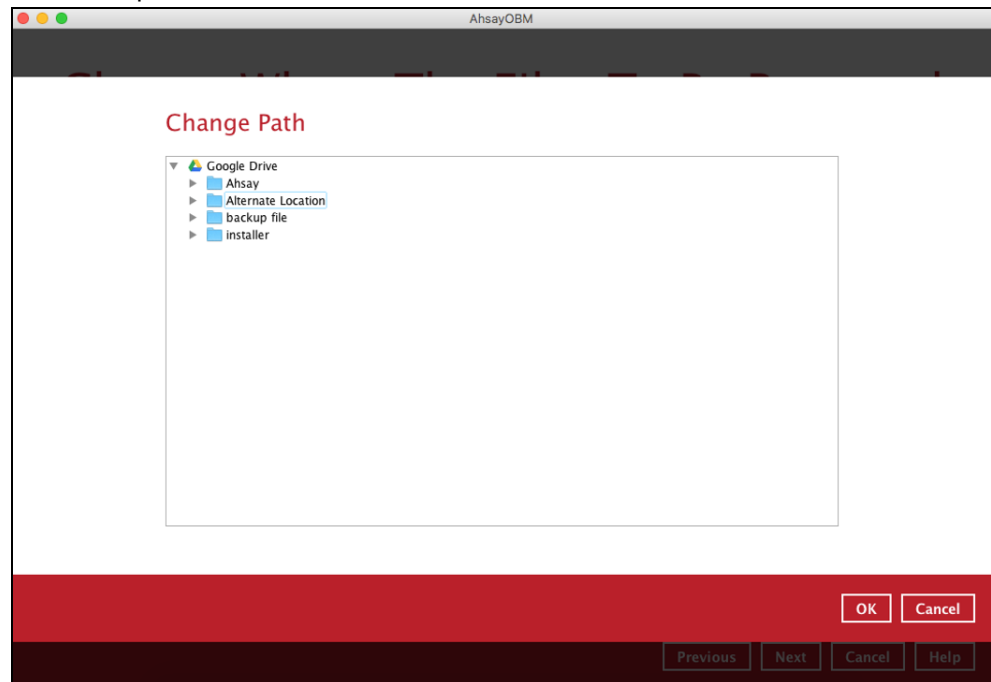 AhsayOBM
Change Path
Google Drive
Ahsay
Alternate Location
backup file
installer
OK Cancel
Previous Next Cancel Help